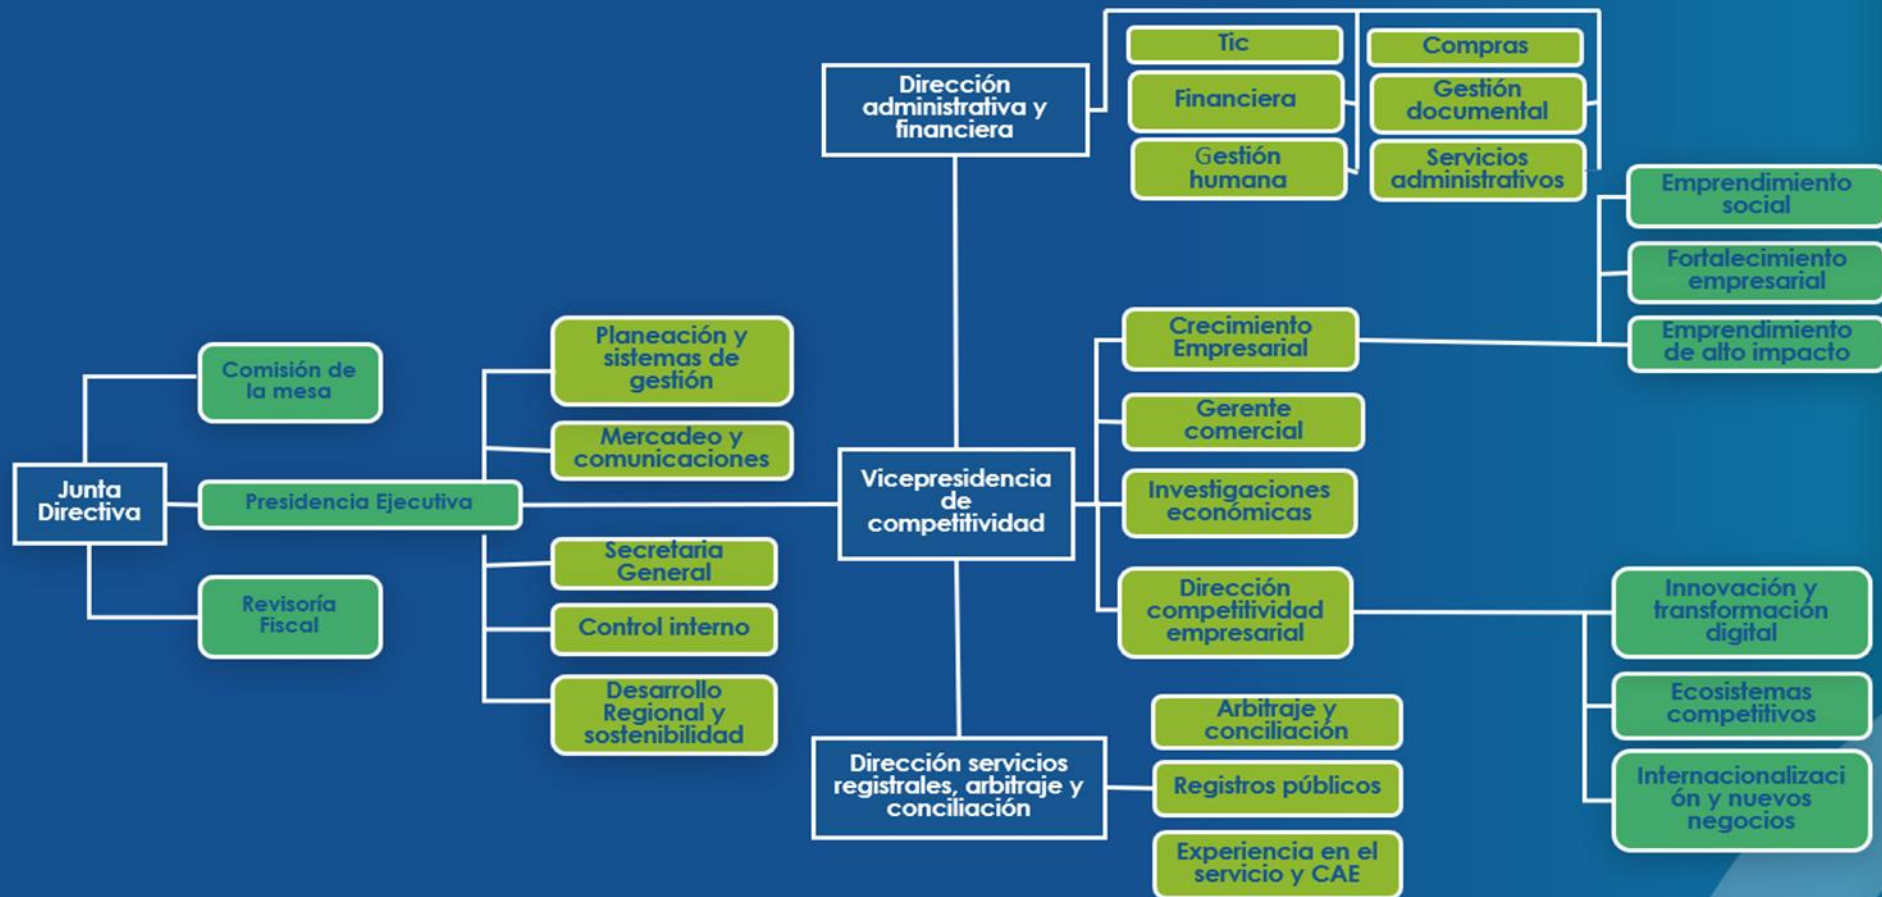 Tic
Compras
Dirección
administrativa y
financiera
Financiera
Gestión
documental
Gestión
humana
Servicios
administrativos
Emprendimiento
social
Fortalecimiento
empresarial
Emprendimiento
de alto impacto
Crecimiento
Empresarial
Planeación y
sistemas de
gestión
Comisión de
la mesa
Mercadeo y
comunicaciones
Gerente
comercial
Junta
Directiva
Presidencia Ejecutiva
Vicepresidencia
de
competitividad
Investigaciones
económicas
Secretaria
General
Revisoría
Fiscal
Control interno
Dirección
competitividad
empresarial
Innovación y
transformación
digital
Desarrollo
Regional y
sostenibilidad
Ecosistemas
competitivos
Arbitraje y
conciliación
Dirección servicios
registrales, arbitraje y
conciliación
Registros públicos
Internacionalizaci
ón y nuevos
negocios
Experiencia en el
servicio y CAE